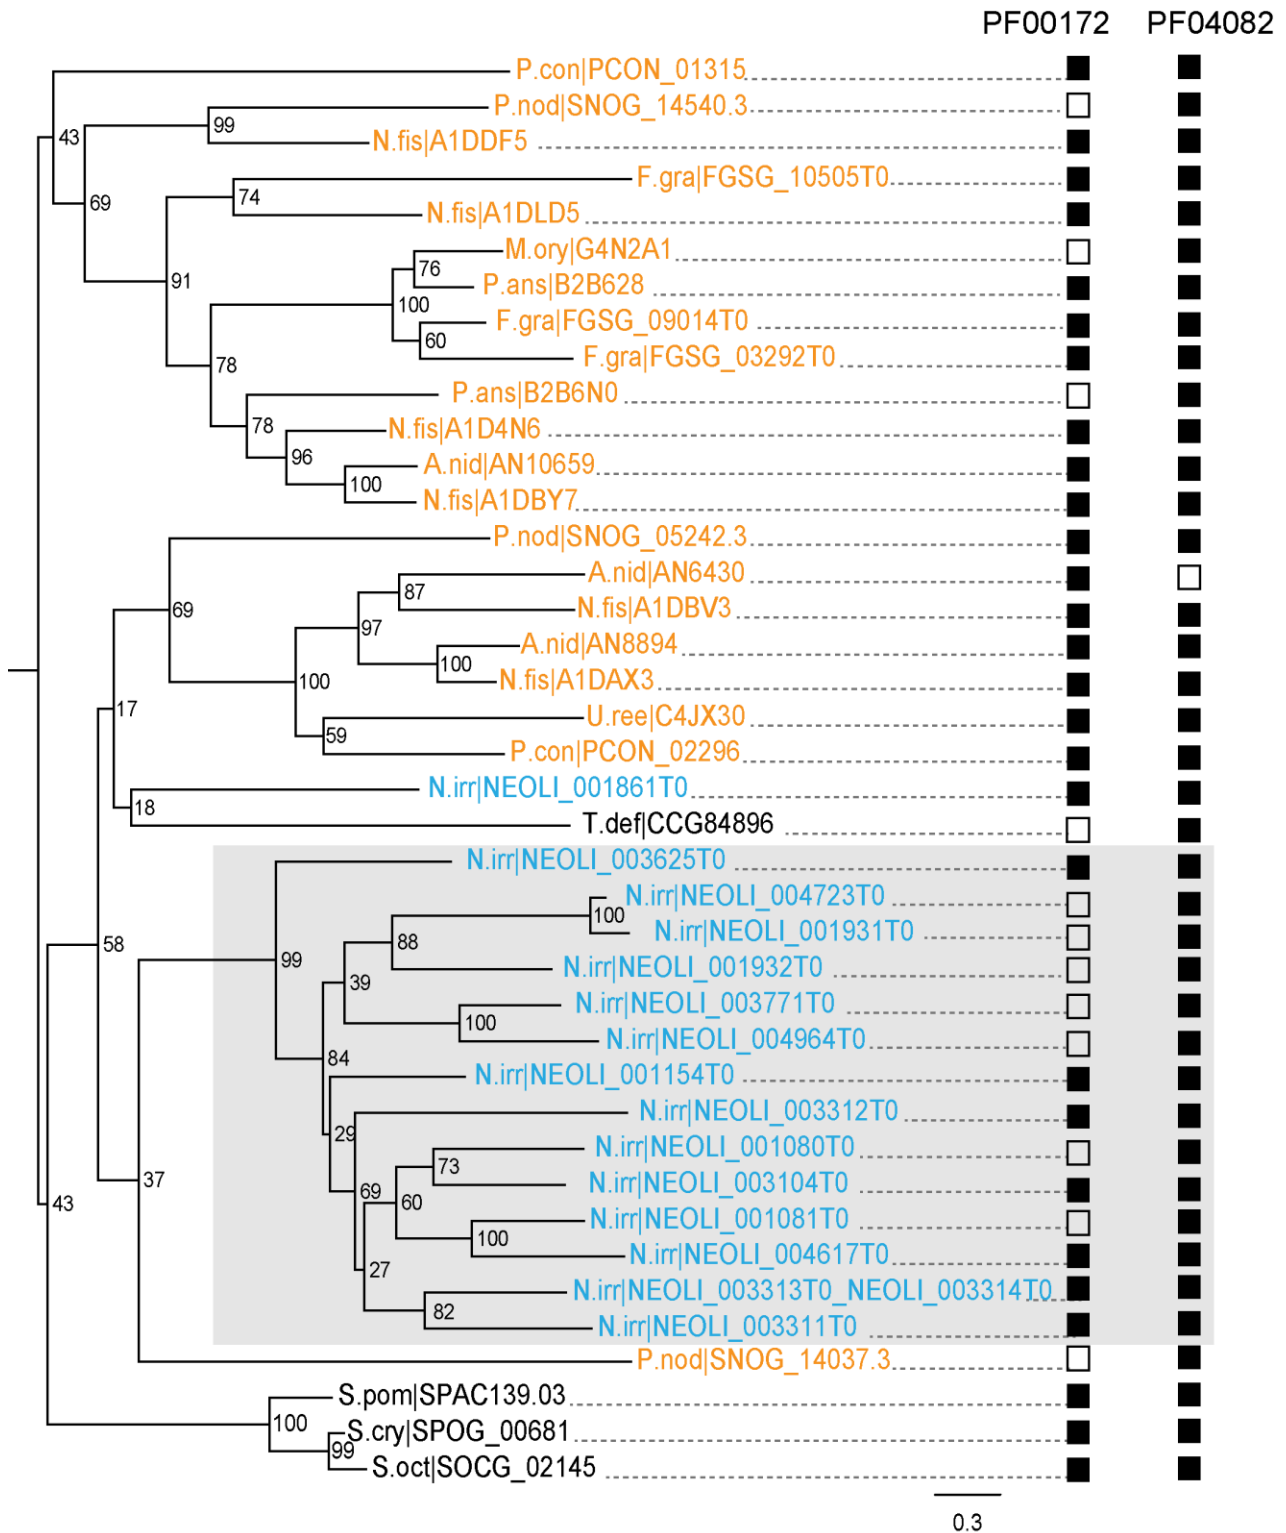 PF00172 PF04082
P.con|PCON_01315
P.nod|SNOG_14540.3
99
43
N.fis|A1DDF5
F.gra|FGSG_10505T0
74
69
N.fis|A1DLD5
M.ory|G4N2A1
76
91
P.ans|B2B628
100
F.gra|FGSG_09014T0
60
F.gra|FGSG_03292T0
78
P.ans|B2B6N0
78
N.fis|A1D4N6
96
A.nid|AN10659
100
N.fis|A1DBY7
P.nod|SNOG_05242.3
A.nid|AN6430
87
69
N.fis|A1DBV3
97
A.nid|AN8894
100
100
N.fis|A1DAX3
17
U.ree|C4JX30
59
P.con|PCON_02296
N.irr|NEOLI_001861T0
18
T.def|CCG84896
N.irr|NEOLI_003625T0
N.irr|NEOLI_004723T0
100
N.irr|NEOLI_001931T0
58
88
99
N.irr|NEOLI_001932T0
39
N.irr|NEOLI_003771T0
100
N.irr|NEOLI_004964T0
84
N.irr|NEOLI_001154T0
N.irr|NEOLI_003312T0
29
N.irr|NEOLI_001080T0
73
37
N.irr|NEOLI_003104T0
69
43
60
N.irr|NEOLI_001081T0
100
N.irr|NEOLI_004617T0
27
N.irr|NEOLI_003313T0_NEOLI_003314T0
82
N.irr|NEOLI_003311T0
P.nod|SNOG_14037.3
S.pom|SPAC139.03
100
S.cry|SPOG_00681
99
S.oct|SOCG_02145
0.3